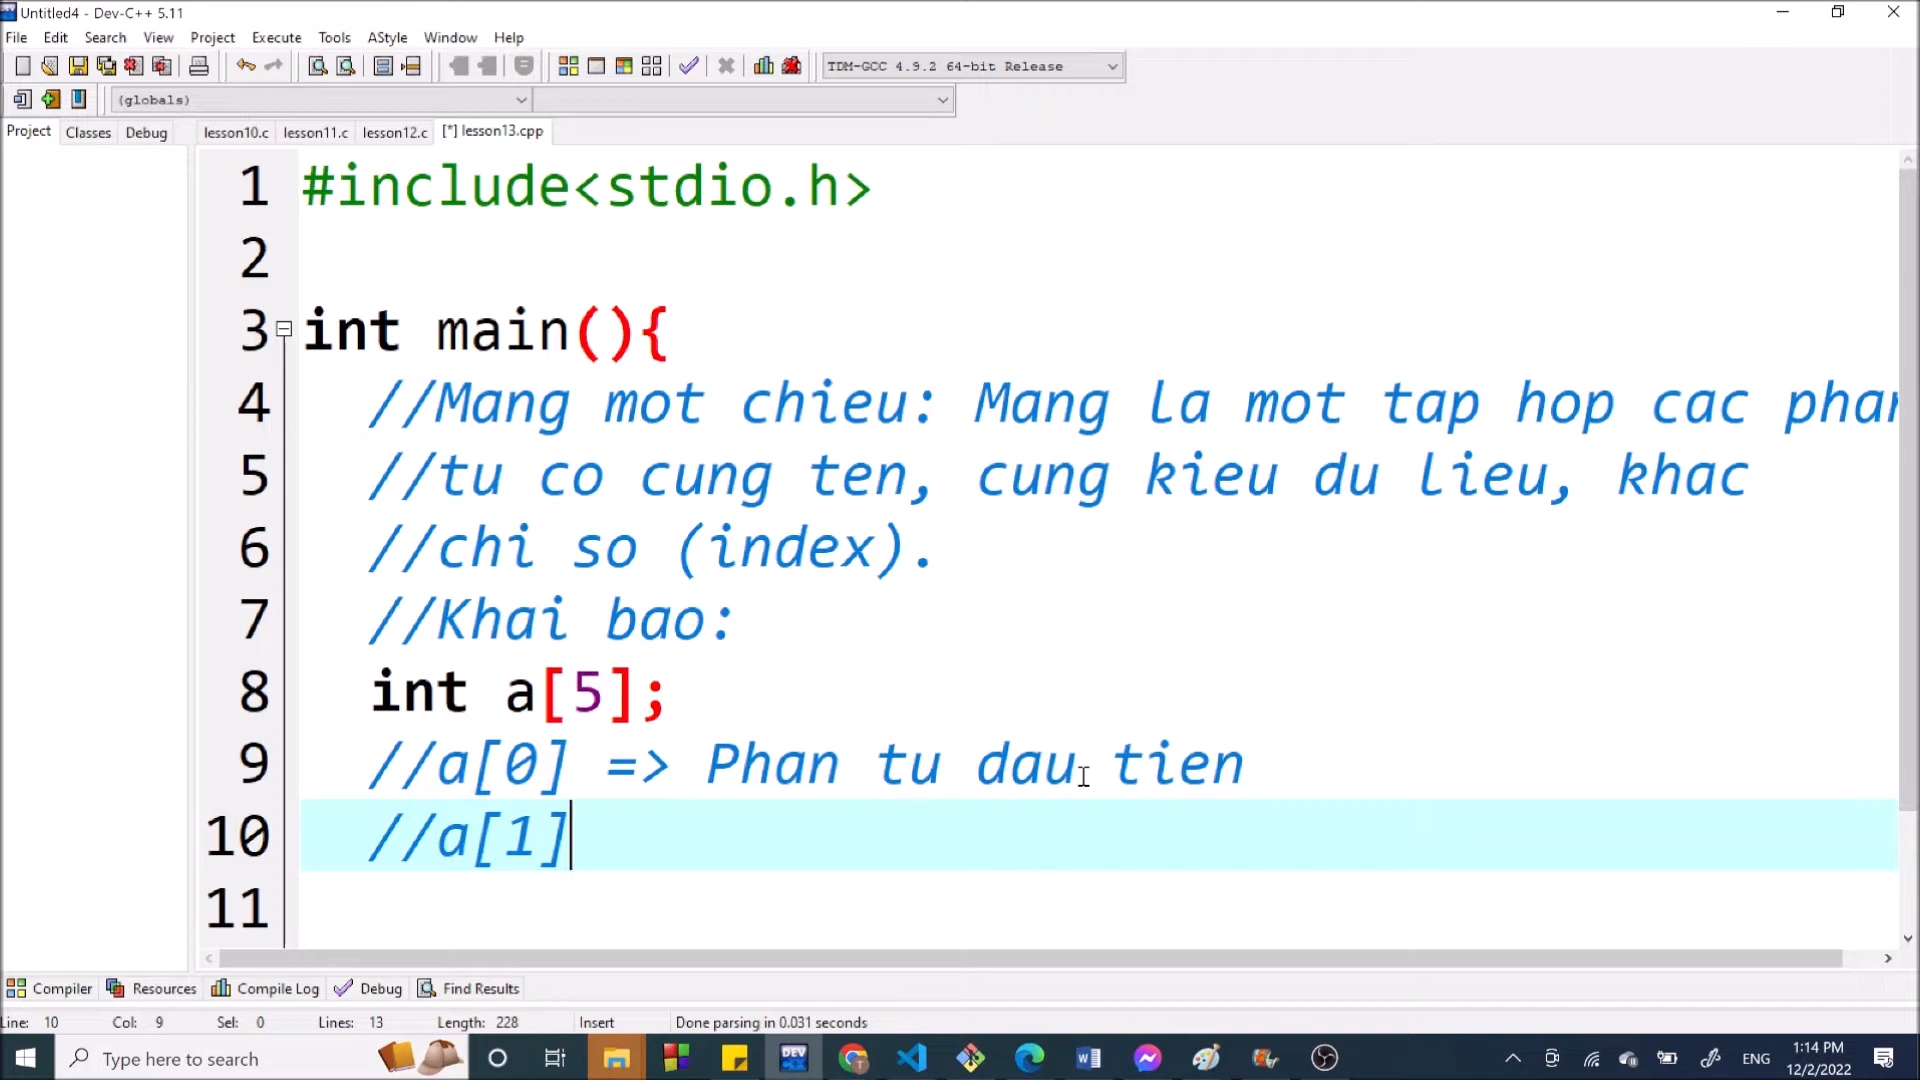 Untitled4 - Dev-C++ 5.11
File Edit Search View Project Execute Tools AStyle Window Help
TDM-GCC 4.9.2 64-bit Release
(globals)
Project Classes Debug lesson10.c lesson11.c lesson12.c [*] lesson13.cpp
1 #include<stdio.h>
2
3 int main(){
4 //Mang mot chieu: Mang la mot tap hop cac phan
5 //tu co cung ten, cung kieu du lieu, khac
6 //chi so (index).
7 //Khai bao:
8 int a[5];
9 //a[0] => Phan tu dau tien
10 //a[1]
11
Compiler Resources Compile Log Debug Find Results
Line: 10 Col: 9 Sel: 0 Lines: 13 Length: 228 Insert Done parsing in 0.031 seconds
Type here to search DEV ENG 1:14 PM
12/2/2022